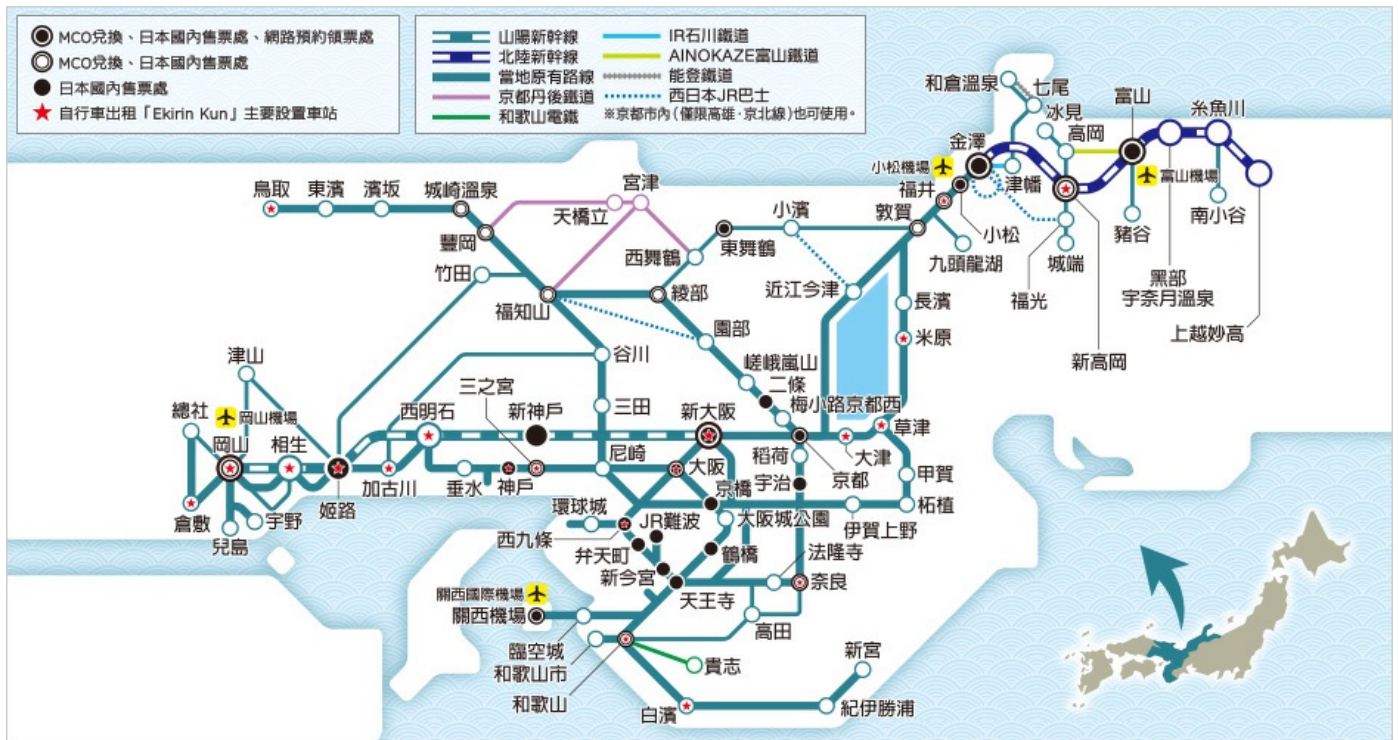 MCO兌換、日本國內售票處、網路預約領票處
MCO兌換、日本國內售票處
日本國內售票處
自行車出租「Ekirin Kun」主要設置車站
山陽新幹線
北陸新幹線
當地原有路線
京都丹後鐵道
和歌山電鐵
IR石川鐵道
AINOKAZE富山鐵道
能登鐵道
西日本JR巴士
※京都市內(僅限高雄・京北線)也可使用。
和倉溫泉
七尾
冰見
高岡
富山
糸魚川
金澤
小松機場
津幡
富山機場
福井
小松
南小谷
豬谷
城端
福光
黑部
宇奈月溫泉
上越妙高
新高岡
九頭龍湖
敦賀
鳥取
東濱
濱坂
城崎溫泉
豐岡
竹田
天橋立
宮津
西舞鶴
東舞鶴
小濱
近江今津
長濱
米原
福知山
綾部
園部
嵯峨嵐山
二條
梅小路京都西
谷川
三田
津山
總社
岡山機場
岡山
相生
西明石
三之宮
新神戶
新大阪
草津
大津
京都
稻荷
宇治
甲賀
柘植
伊賀上野
倉敷
兒島
宇野
姬路
加古川
垂水
神戶
尼崎
大阪
京橋
大阪城公園
環球城
西九條
JR難波
弁天町
新今宮
鶴橋
天王寺
法隆寺
奈良
高田
關西國際機場
關西機場
臨空城
和歌山市
和歌山
貴志
白濱
紀伊勝浦
新宮